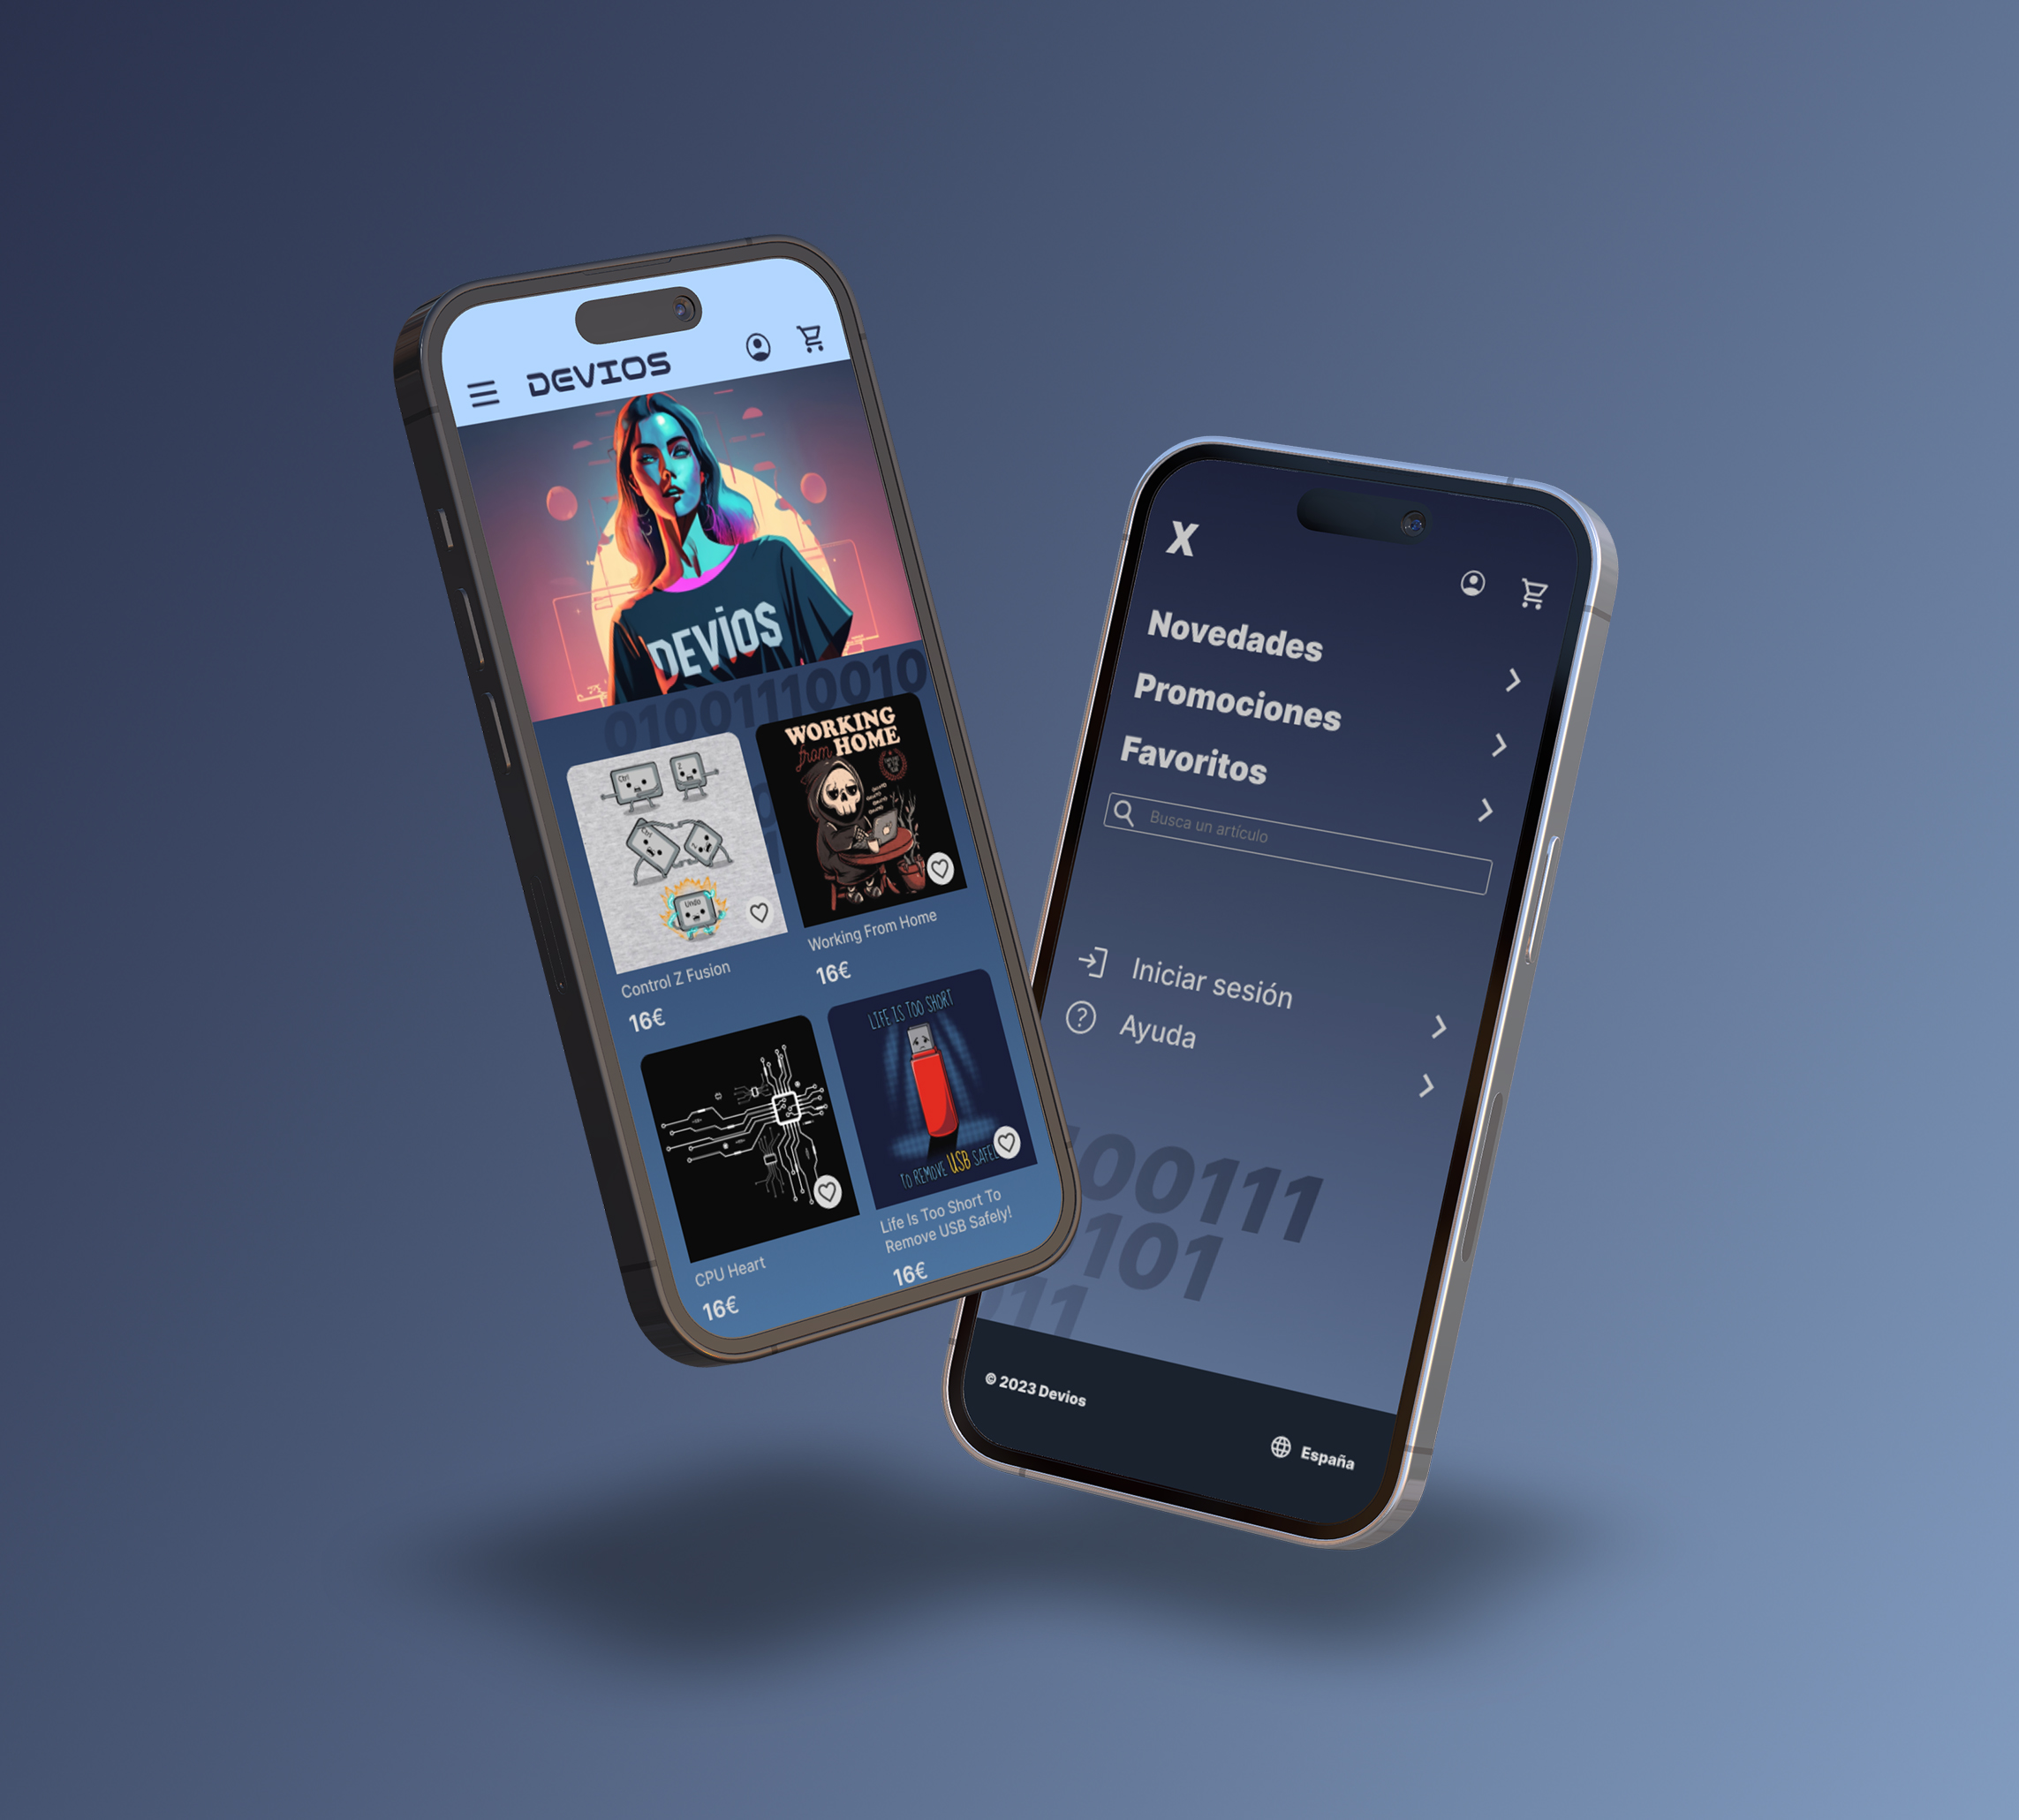 DEVIOS
DEVIOS
01001110010
Ctrl
Z
Ctrl
Z
Undo
WORKING
from HOME
Control Z Fusion
16€
Working From Home
16€
LIFE IS TOO SHORT
TO REMOVE USB SAFELY
CPU Heart
16€
Life Is Too Short To
Remove USB Safely!
16€
X
Novedades
Promociones
Favoritos
Busca un artículo
Iniciar sesión
Ayuda
00111
101
011
© 2023 Devios
España